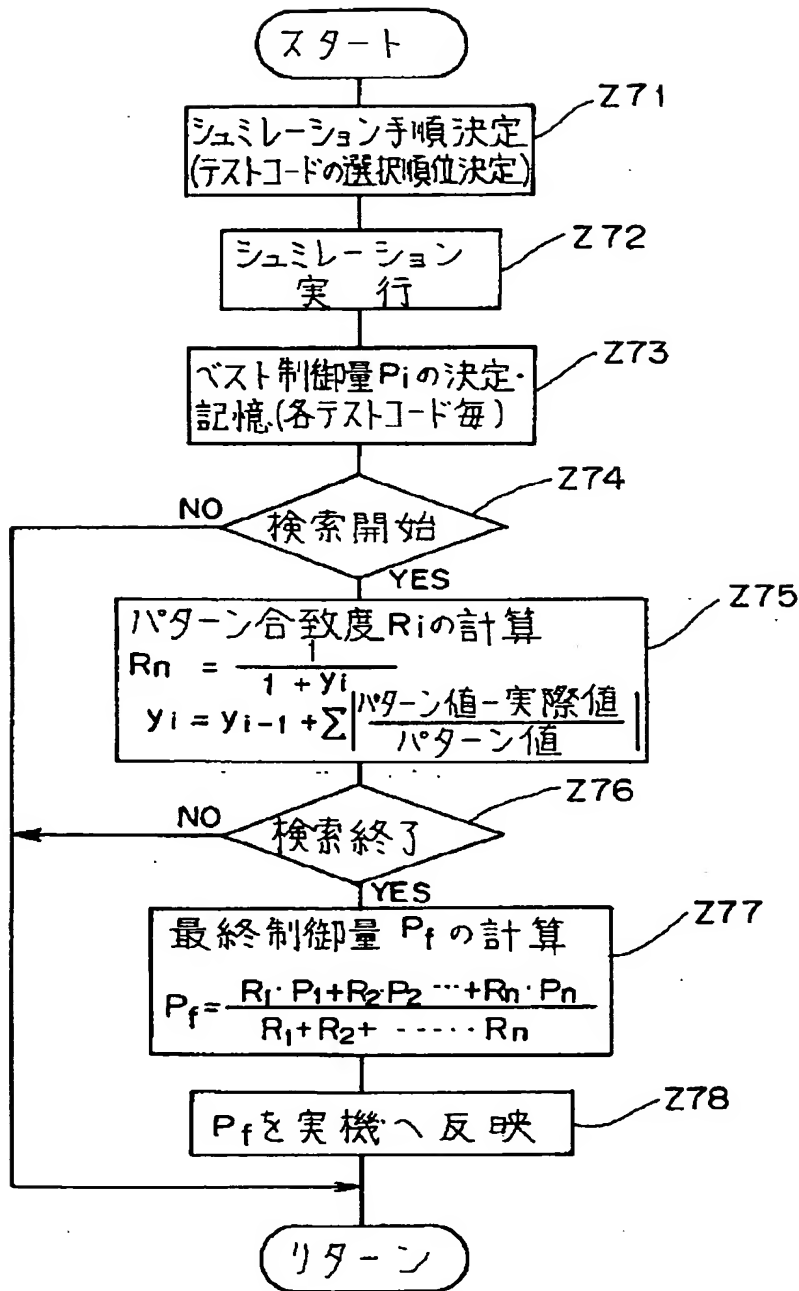 スタート
Z71
シュミレーション手順決定
(テストコードの選択順位決定)
Z72
シュミレーション
実 行
Z73
ベスト制御量Piの決定・
記憶(各テストコード毎)
Z74
NO
検索開始
YES
Z75
パターン合致度Riの計算
Rn = 1 / (1 + yi)
yi = yi-1 + Σ|(パターン値-実際値) / パターン値|
Z76
NO
検索終了
YES
Z77
最終制御量 Pfの計算
Pf = (R1・P1+R2・P2 …+Rn・Pn) / (R1+R2+ ・・・・・ Rn)
Z78
Pfを実機へ反映
リターン